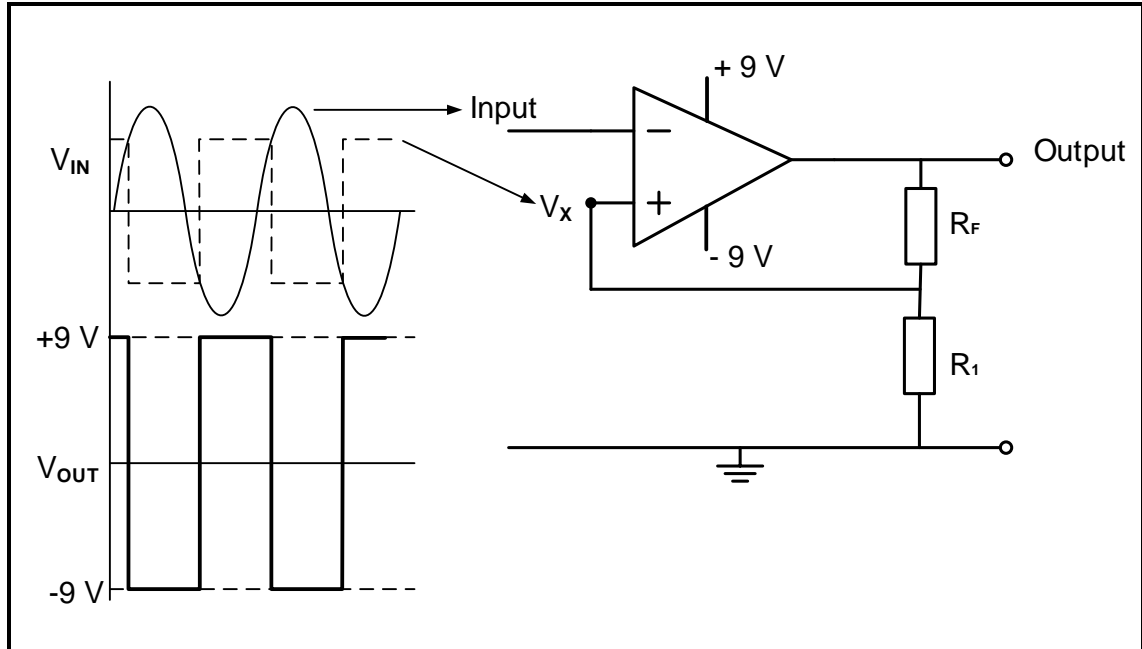 + 9 V
Input
−
Output
V_IN
V_X
+
R_F
- 9 V
+9 V
R_1
V_OUT
-9 V